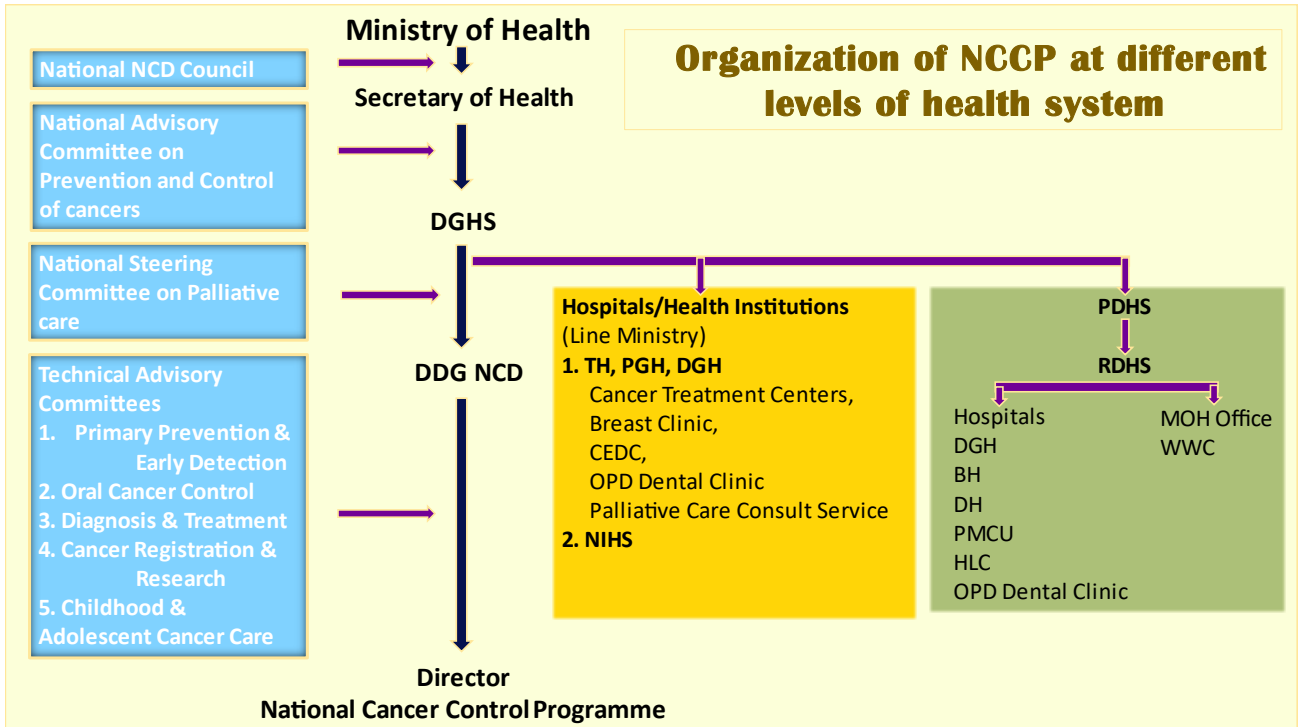 Ministry of Health
Organization of NCCP at different
levels of health system
National NCD Council
Secretary of Health
National Advisory
Committee on
Prevention and Control
of cancers
DGHS
National Steering
Committee on Palliative
care
DDG NCD
Technical Advisory
Committees
1. Primary Prevention &
Early Detection
2. Oral Cancer Control
3. Diagnosis & Treatment
4. Cancer Registration &
Research
5. Childhood &
Adolescent Cancer Care
Hospitals/Health Institutions
(Line Ministry)
1. TH, PGH, DGH
Cancer Treatment Centers,
Breast Clinic,
CEDC,
OPD Dental Clinic
Palliative Care Consult Service
2. NIHS
PDHS
RDHS
Hospitals
DGH
BH
DH
PMCU
HLC
OPD Dental Clinic
MOH Office
WWC
Director
National Cancer Control Programme